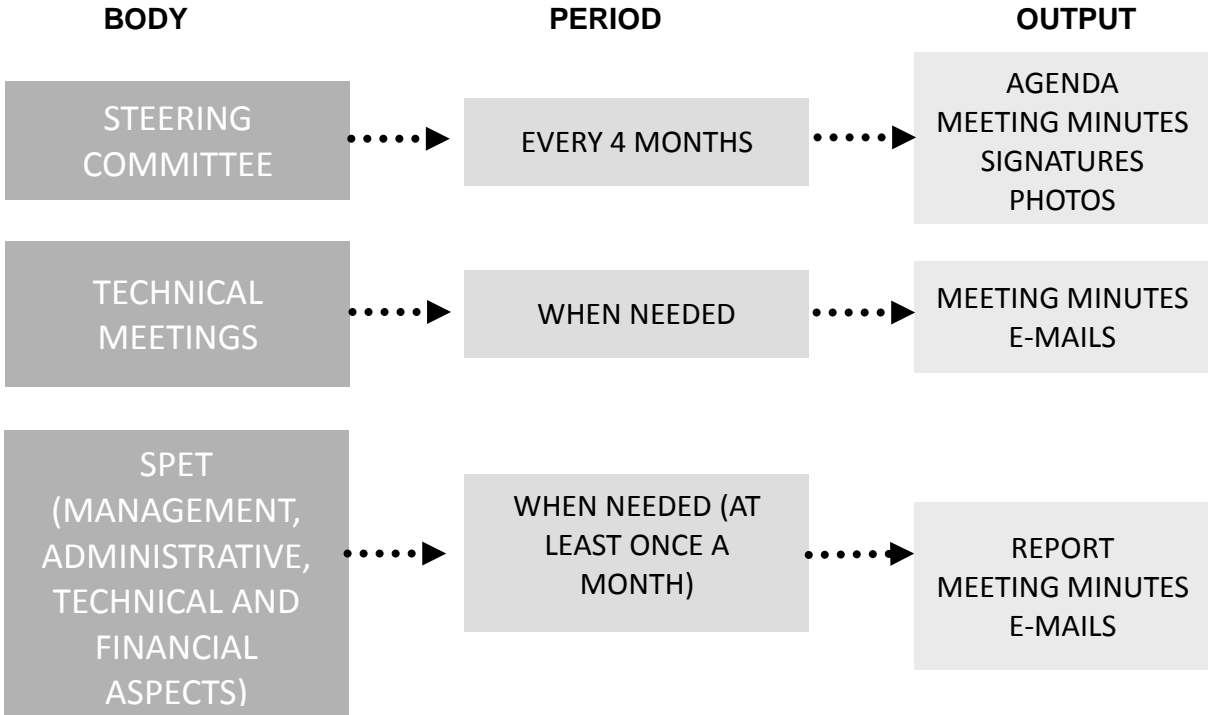 BODY
PERIOD
OUTPUT
STEERING
COMMITTEE
EVERY 4 MONTHS
AGENDA
MEETING MINUTES
SIGNATURES
PHOTOS
TECHNICAL
MEETINGS
WHEN NEEDED
MEETING MINUTES
E-MAILS
SPET
(MANAGEMENT,
ADMINISTRATIVE,
TECHNICAL AND
FINANCIAL
ASPECTS)
WHEN NEEDED (AT
LEAST ONCE A
MONTH)
REPORT
MEETING MINUTES
E-MAILS